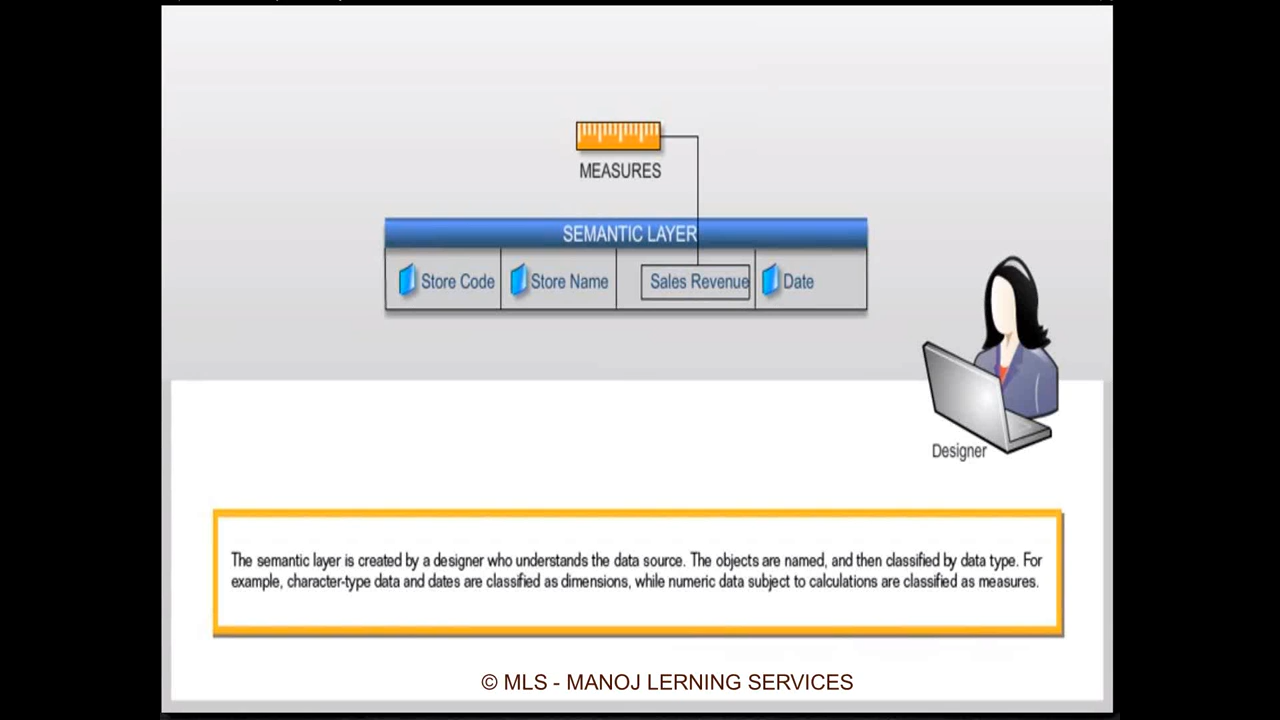 MEASURES
SEMANTIC LAYER
Store Code Store Name Sales Revenue Date
Designer
The semantic layer is created by a designer who understands the data source. The objects are named, and then classified by data type. For
example, character-type data and dates are classified as dimensions, while numeric data subject to calculations are classified as measures.
© MLS - MANOJ LERNING SERVICES